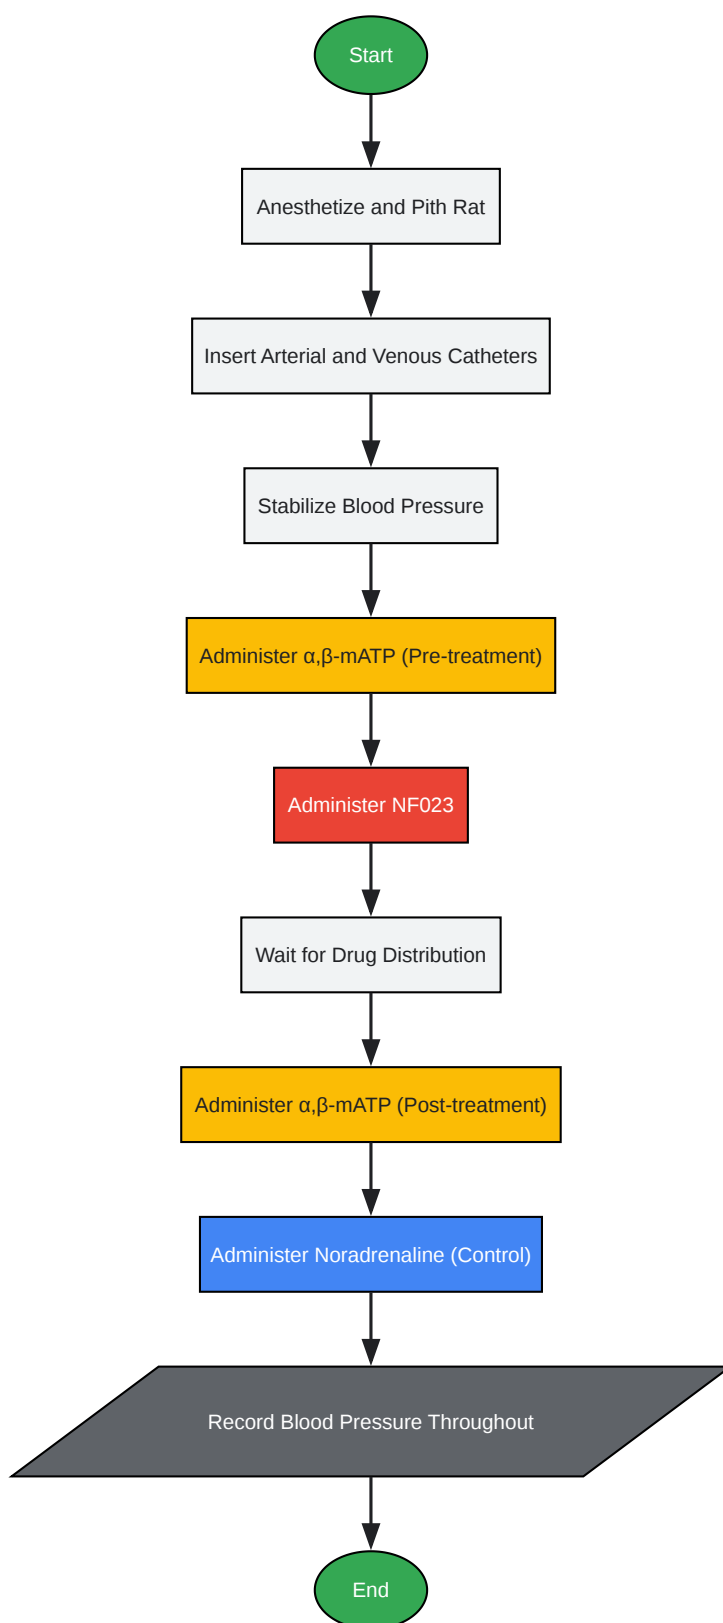 Start
Anesthetize and Pith Rat
Insert Arterial and Venous Catheters
Stabilize Blood Pressure
Administer α,β-mATP (Pre-treatment)
Administer NF023
Wait for Drug Distribution
Administer α,β-mATP (Post-treatment)
Administer Noradrenaline (Control)
Record Blood Pressure Throughout
End